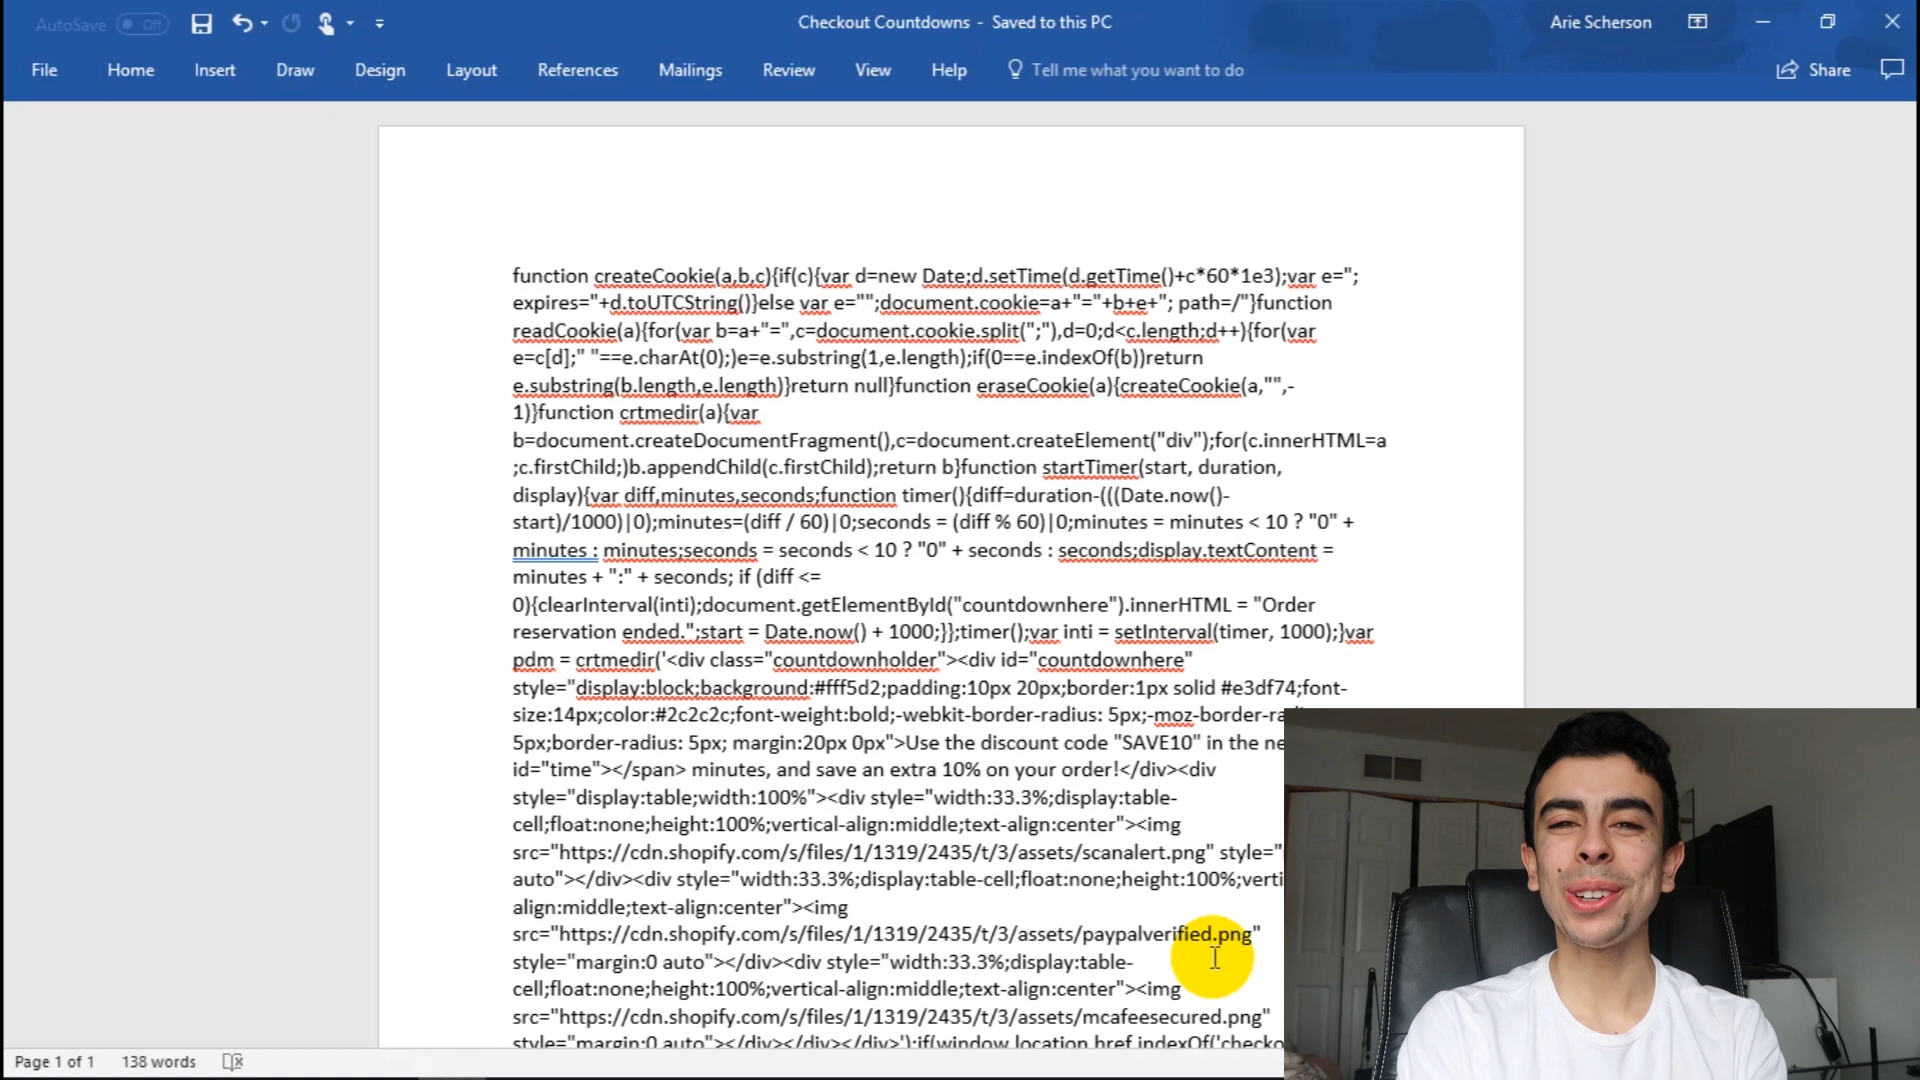 AutoSave Off
Checkout Countdowns - Saved to this PC
Arie Scherson
File Home Insert Draw Design Layout References Mailings Review View Help Tell me what you want to do Share
function createCookie(a,b,c){if(c){var d=new Date;d.setTime(d.getTime()+c*60*1e3);var e=";
expires="+d.toUTCString()}else var e="";document.cookie=a+"="+b+e+"; path=/"}function
readCookie(a){for(var b=a+"=",c=document.cookie.split(";"),d=0;d<c.length;d++){for(var
e=c[d];" "==e.charAt(0);)e=e.substring(1,e.length);if(0==e.indexOf(b))return
e.substring(b.length,e.length)}return null}function eraseCookie(a){createCookie(a,"",-
1)}function crtmedir(a){var
b=document.createDocumentFragment(),c=document.createElement("div");for(c.innerHTML=a
;c.firstChild;)b.appendChild(c.firstChild);return b}function startTimer(start, duration,
display){var diff,minutes,seconds;function timer(){diff=duration-(((Date.now()-
start)/1000)|0);minutes=(diff / 60)|0;seconds = (diff % 60)|0;minutes = minutes < 10 ? "0" +
minutes : minutes;seconds = seconds < 10 ? "0" + seconds : seconds;display.textContent =
minutes + ":" + seconds; if (diff <=
0){clearInterval(inti);document.getElementById("countdownhere").innerHTML = "Order
reservation ended.";start = Date.now() + 1000;}};timer();var inti = setInterval(timer, 1000);}var
pdm = crtmedir('<div class="countdownholder"><div id="countdownhere"
style="display:block;background:#fff5d2;padding:10px 20px;border:1px solid #e3df74;font-
size:14px;color:#2c2c2c;font-weight:bold;-webkit-border-radius: 5px;-moz-border-ra
5px;border-radius: 5px; margin:20px 0px">Use the discount code "SAVE10" in the ne
id="time"></span> minutes, and save an extra 10% on your order!</div><div
style="display:table;width:100%"><div style="width:33.3%;display:table-
cell;float:none;height:100%;vertical-align:middle;text-align:center"><img
src="https://cdn.shopify.com/s/files/1/1319/2435/t/3/assets/scanalert.png" style="
auto"></div><div style="width:33.3%;display:table-cell;float:none;height:100%;verti
align:middle;text-align:center"><img
src="https://cdn.shopify.com/s/files/1/1319/2435/t/3/assets/paypalverified.png"
style="margin:0 auto"></div><div style="width:33.3%;display:table-
cell;float:none;height:100%;vertical-align:middle;text-align:center"><img
src="https://cdn.shopify.com/s/files/1/1319/2435/t/3/assets/mcafeesecured.png"
style="margin:0 auto"></div></div></div>');if(window.location.href.indexOf('checko
Page 1 of 1 138 words